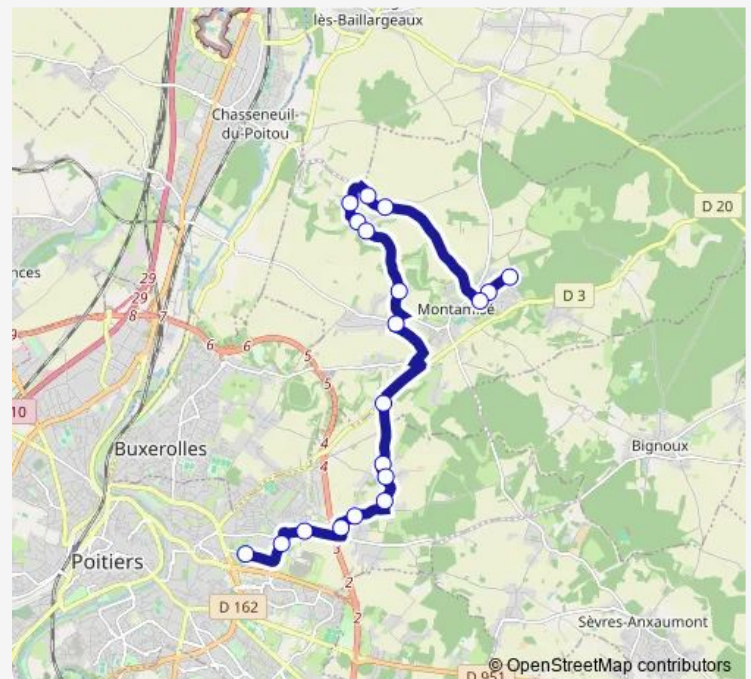 lès-Baillargeaux
Chasseneuil-
du-Poitou
D 20
nces
29
29
8
7
D 3
Montamisé
9
6
6
5
5
10
4
4
Buxerolles
Bignoux
Poitiers
3
D 162
2
2
Sèvres-Anxaumont
D 951
© OpenStreetMap contributors